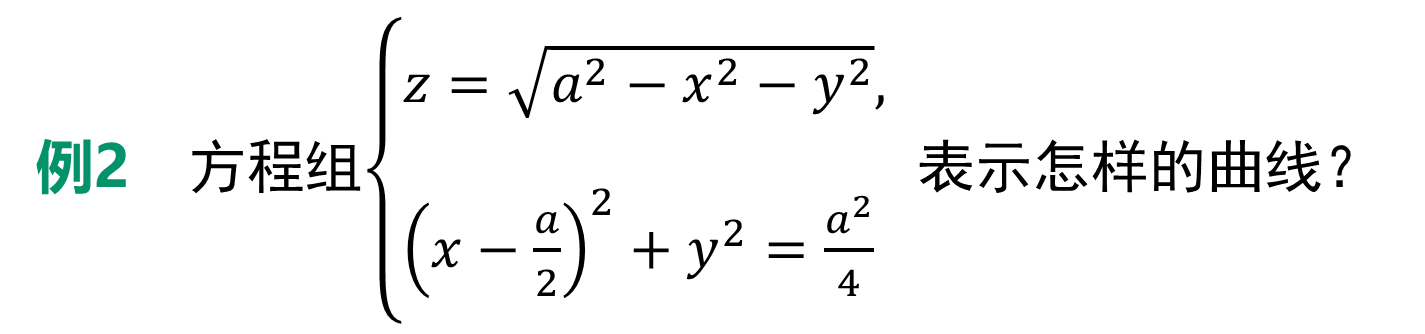 z = √(a² − x² − y²),
例2 方程组 表示怎样的曲线？
(x − a/2)² + y² = a²/4